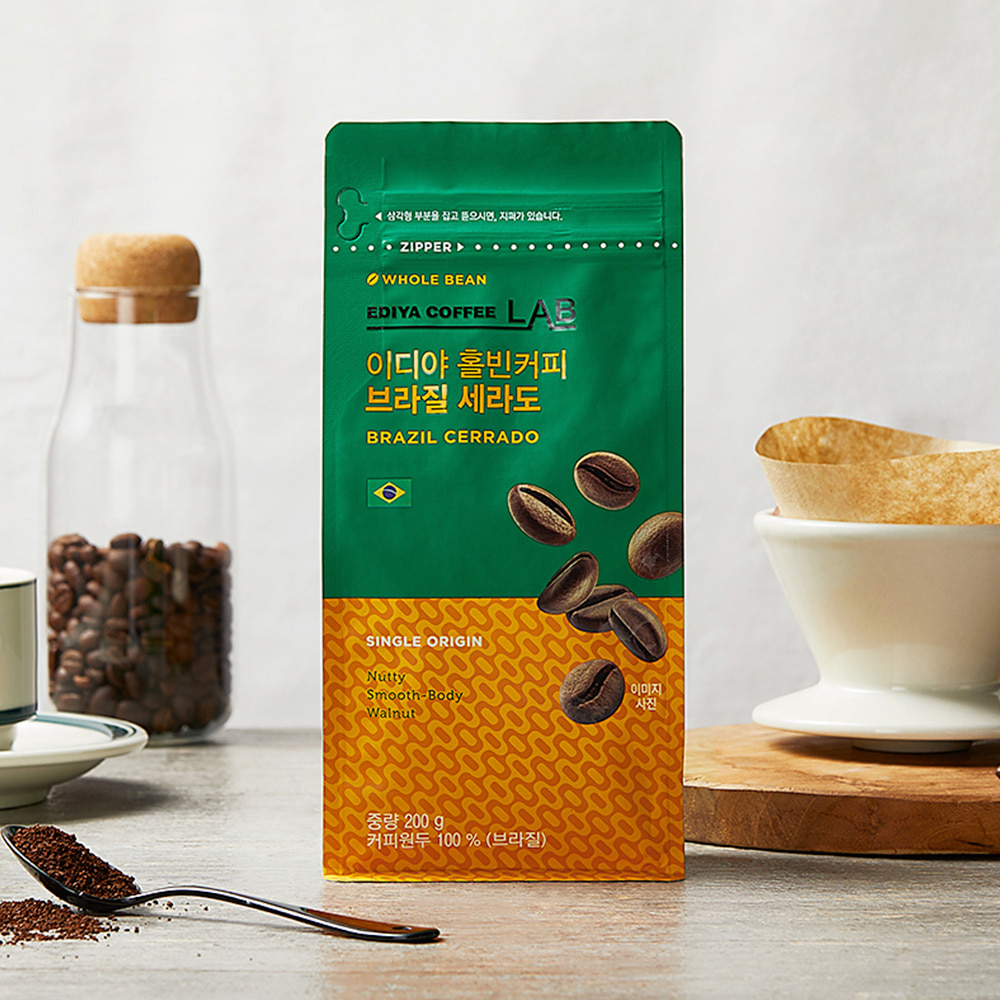 ◀ 삼각형 부분을 잡고 뜯으시면, 지퍼가 있습니다.
ZIPPER ▶
WHOLE BEAN
EDIYA COFFEE LAB
이디야 홀빈커피
브라질 세라도
BRAZIL CERRADO
SINGLE ORIGIN
Nutty
Smooth-Body
Walnut
이미지
사진
중량 200 g
커피원두 100 % (브라질)